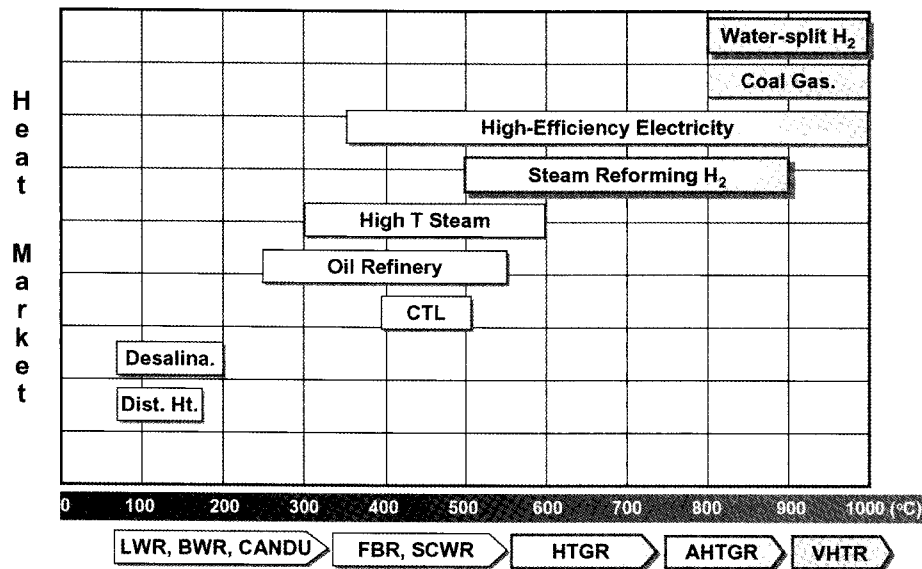 Heat Market
Water-split H₂
Coal Gas.
High-Efficiency Electricity
Steam Reforming H₂
High T Steam
Oil Refinery
CTL
Desalina.
Dist. Ht.
0 100 200 300 400 500 600 700 800 900 1000 (°C)
LWR, BWR, CANDU FBR, SCWR HTGR AHTGR VHTR